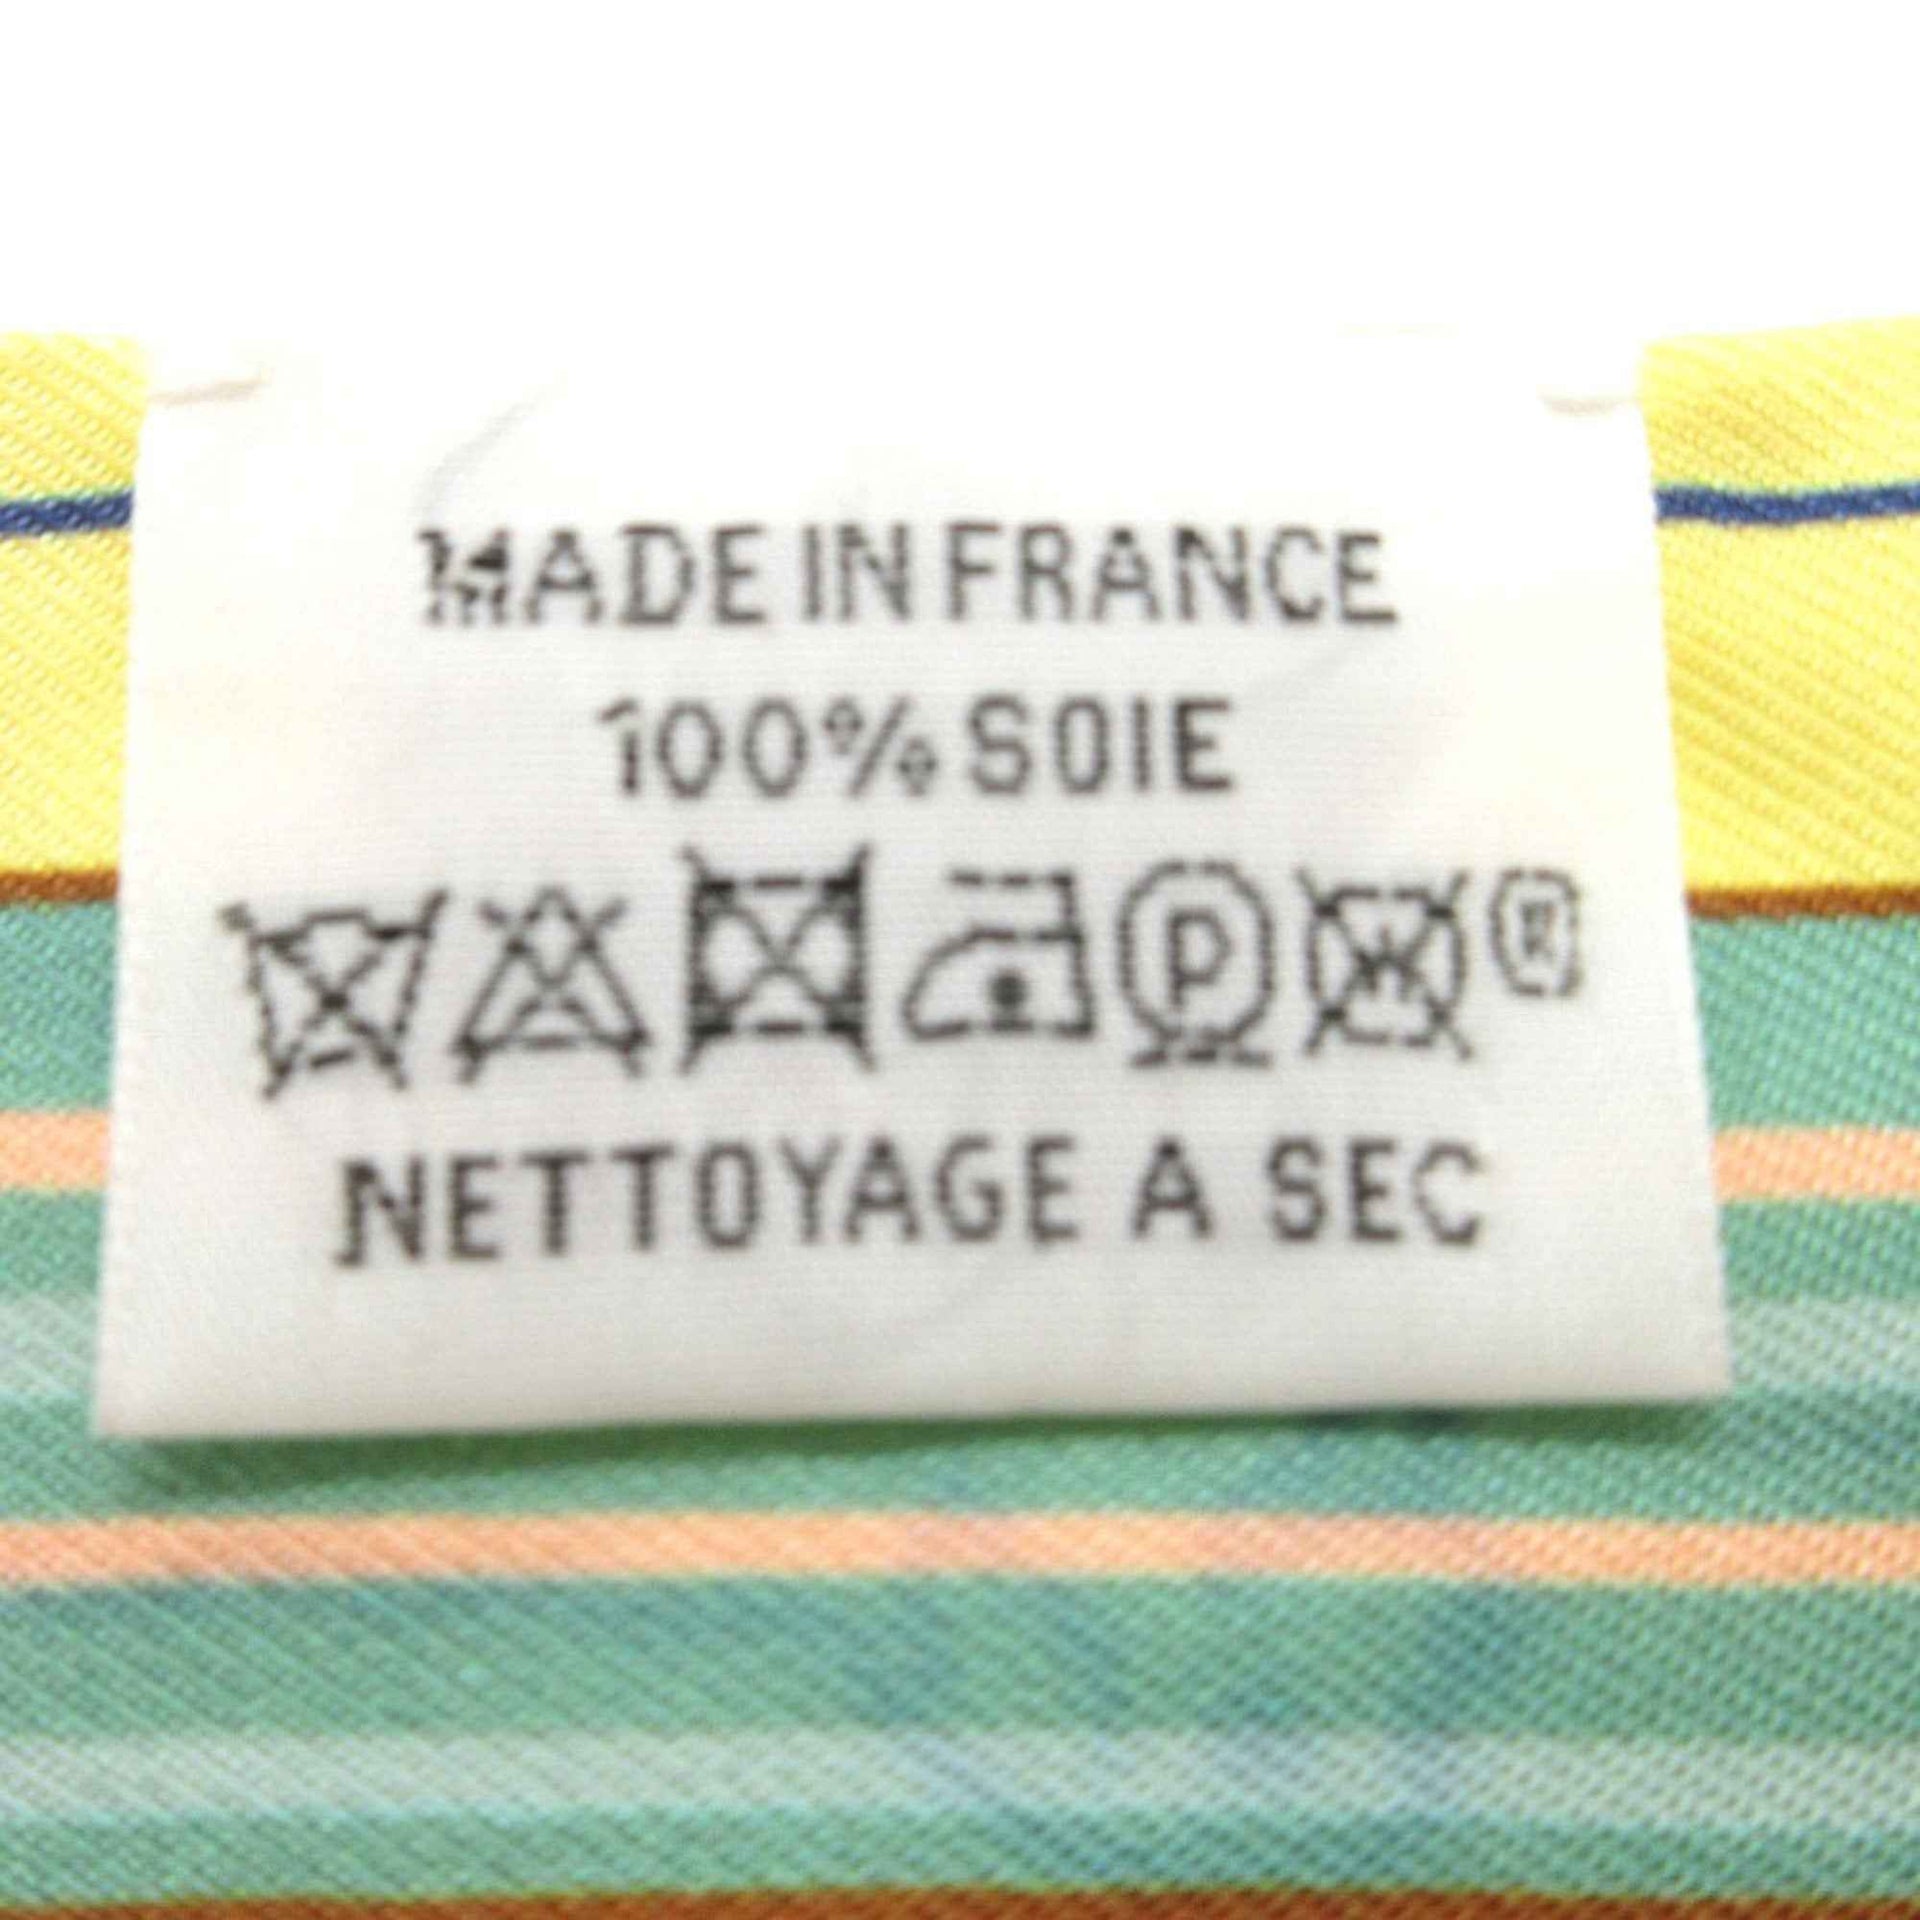 MADE IN FRANCE
100% SOIE
P W ®
NETTOYAGE A SEC